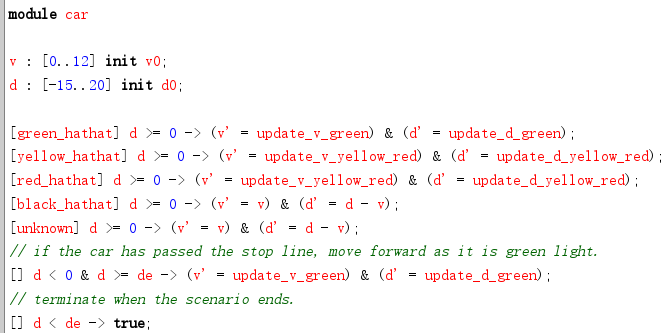 module car
v : [0..12] init v0;
d : [-15..20] init d0;
[green_hathat] d >= 0 -> (v' = update_v_green) & (d' = update_d_green);
[yellow_hathat] d >= 0 -> (v' = update_v_yellow_red) & (d' = update_d_yellow_red);
[red_hathat] d >= 0 -> (v' = update_v_yellow_red) & (d' = update_d_yellow_red);
[black_hathat] d >= 0 -> (v' = v) & (d' = d - v);
[unknown] d >= 0 -> (v' = v) & (d' = d - v);
// if the car has passed the stop line, move forward as it is green light.
[] d < 0 & d >= de -> (v' = update_v_green) & (d' = update_d_green);
// terminate when the scenario ends.
[] d < de -> true;